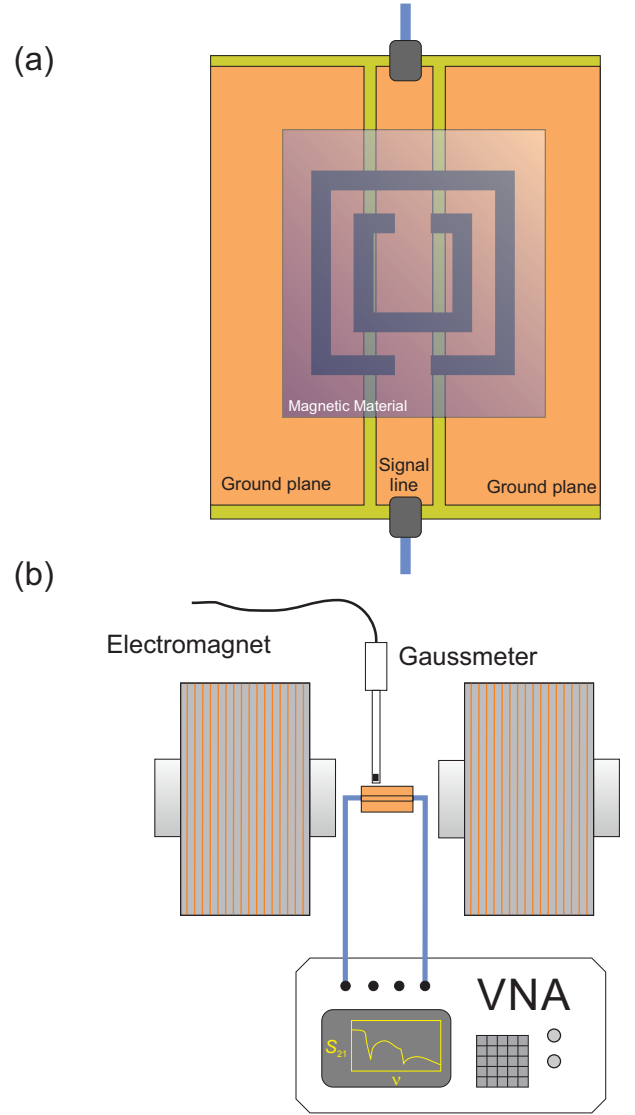 (a)
Magnetic Material
Signal
line
Ground plane
Ground plane
(b)
Electromagnet
Gaussmeter
VNA
S21
ν